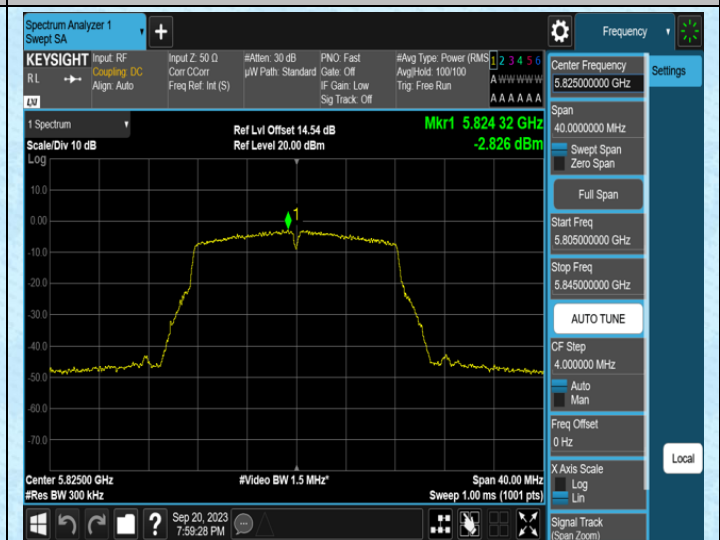 Spectrum Analyzer 1
Swept SA
+
Frequency
KEYSIGHT
RL
LXI
Input: RF
Coupling: DC
Align: Auto
Input Z: 50 Ω
Corr CCorr
Freq Ref: Int (S)
#Atten: 30 dB
µW Path: Standard
PNO: Fast
Gate: Off
IF Gain: Low
Sig Track: Off
#Avg Type: Power (RMS
Avg|Hold: 100/100
Trig: Free Run
1 2 3 4 5 6
A W W W W W
A A A A A A
Center Frequency
5.825000000 GHz
Settings
Span
40.0000000 MHz
Swept Span
Zero Span
Full Span
Start Freq
5.805000000 GHz
Stop Freq
5.845000000 GHz
AUTO TUNE
CF Step
4.000000 MHz
Auto
Man
Freq Offset
0 Hz
X Axis Scale
Log
Lin
Signal Track
(Span Zoom)
Local
1 Spectrum
Scale/Div 10 dB
Log
Ref Lvl Offset 14.54 dB
Ref Level 20.00 dBm
Mkr1 5.824 32 GHz
-2.826 dBm
10.0
0.00
-10.0
-20.0
-30.0
-40.0
-50.0
-60.0
-70.0
1
Center 5.82500 GHz
#Res BW 300 kHz
#Video BW 1.5 MHz*
Span 40.00 MHz
Sweep 1.00 ms (1001 pts)
?
Sep 20, 2023
7:59:28 PM